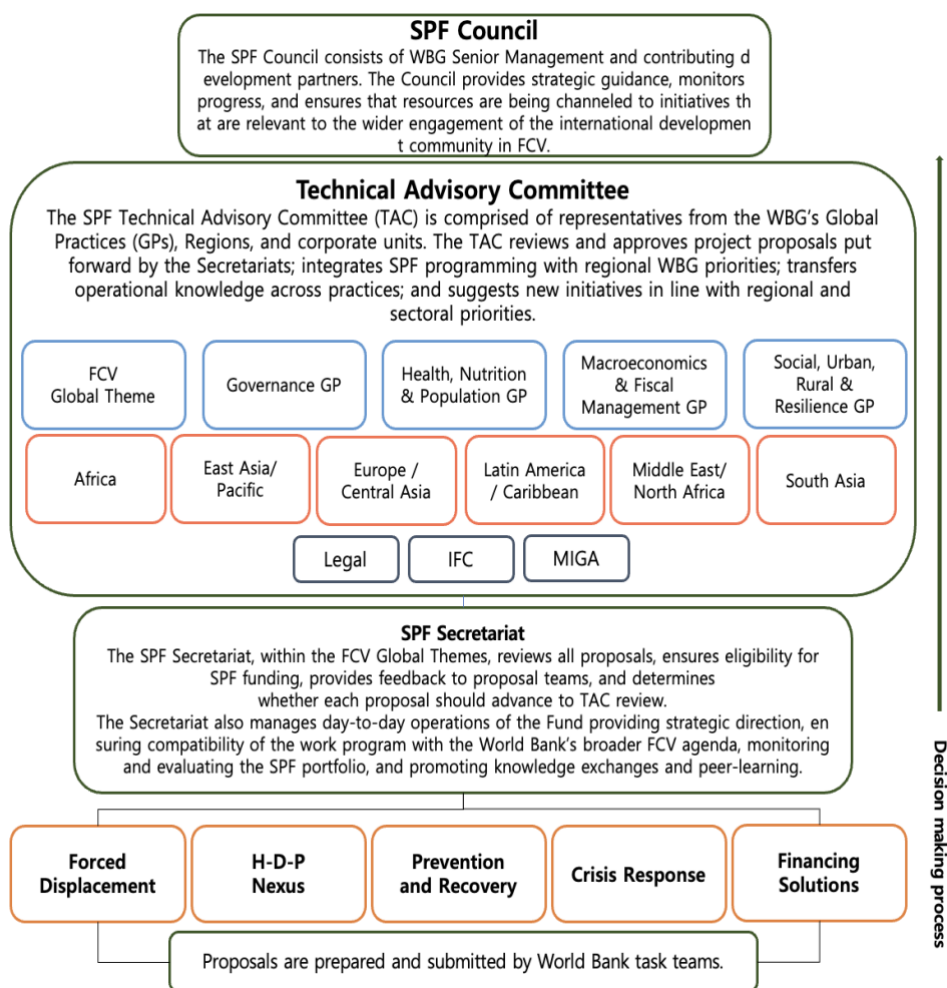 SPF Council
The SPF Council consists of WBG Senior Management and contributing d
evelopment partners. The Council provides strategic guidance, monitors
progress, and ensures that resources are being channeled to initiatives th
at are relevant to the wider engagement of the international developmen
t community in FCV.
Technical Advisory Committee
The SPF Technical Advisory Committee (TAC) is comprised of representatives from the WBG's Global
Practices (GPs), Regions, and corporate units. The TAC reviews and approves project proposals put
forward by the Secretariats; integrates SPF programming with regional WBG priorities; transfers
operational knowledge across practices; and suggests new initiatives in line with regional and
sectoral priorities.
FCV
Global Theme
Governance GP
Health, Nutrition
& Population GP
Macroeconomics
& Fiscal
Management GP
Social, Urban,
Rural &
Resilience GP
Africa
East Asia/
Pacific
Europe /
Central Asia
Latin America
/ Caribbean
Middle East/
North Africa
South Asia
Legal
IFC
MIGA
SPF Secretariat
The SPF Secretariat, within the FCV Global Themes, reviews all proposals, ensures eligibility for
SPF funding, provides feedback to proposal teams, and determines
whether each proposal should advance to TAC review.
The Secretariat also manages day-to-day operations of the Fund providing strategic direction, en
suring compatibility of the work program with the World Bank's broader FCV agenda, monitoring
and evaluating the SPF portfolio, and promoting knowledge exchanges and peer-learning.
Forced
Displacement
H-D-P
Nexus
Prevention
and Recovery
Crisis Response
Financing
Solutions
Proposals are prepared and submitted by World Bank task teams.
Decision making process